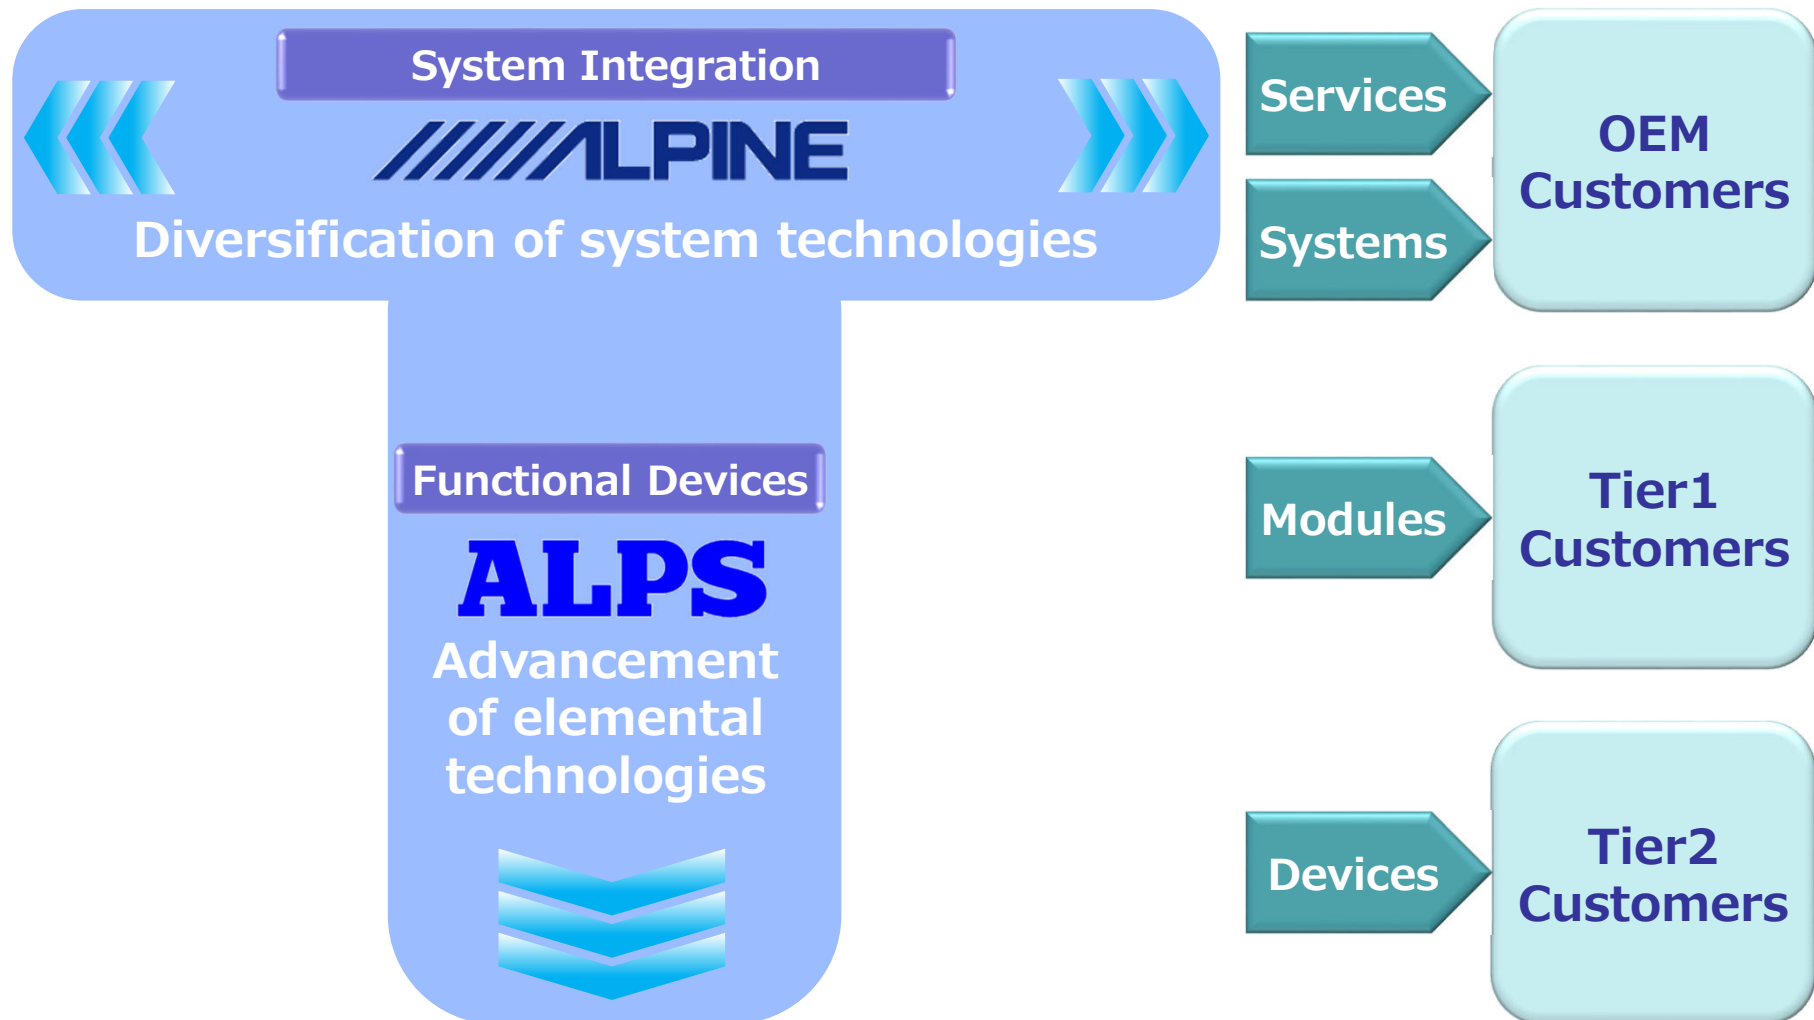 System Integration
ALPINE
Diversification of system technologies
Functional Devices
ALPS
Advancement
of elemental
technologies
Services
Systems
OEM
Customers
Modules
Tier1
Customers
Devices
Tier2
Customers